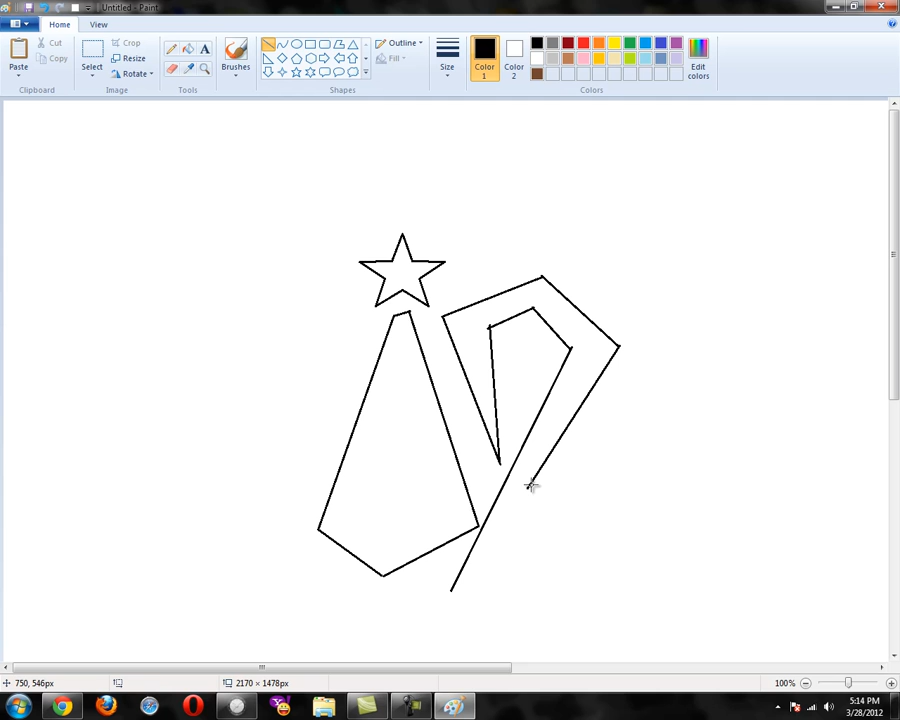 Untitled - Paint
Home View
Paste
Cut
Copy
Clipboard
Select
Crop
Resize
Rotate
Image
A
Tools
Brushes
Shapes
Outline
Fill
Size
Color 1
Color 2
Colors
Edit colors
750, 546px
2170 × 1478px
100%
5:14 PM
3/28/2012